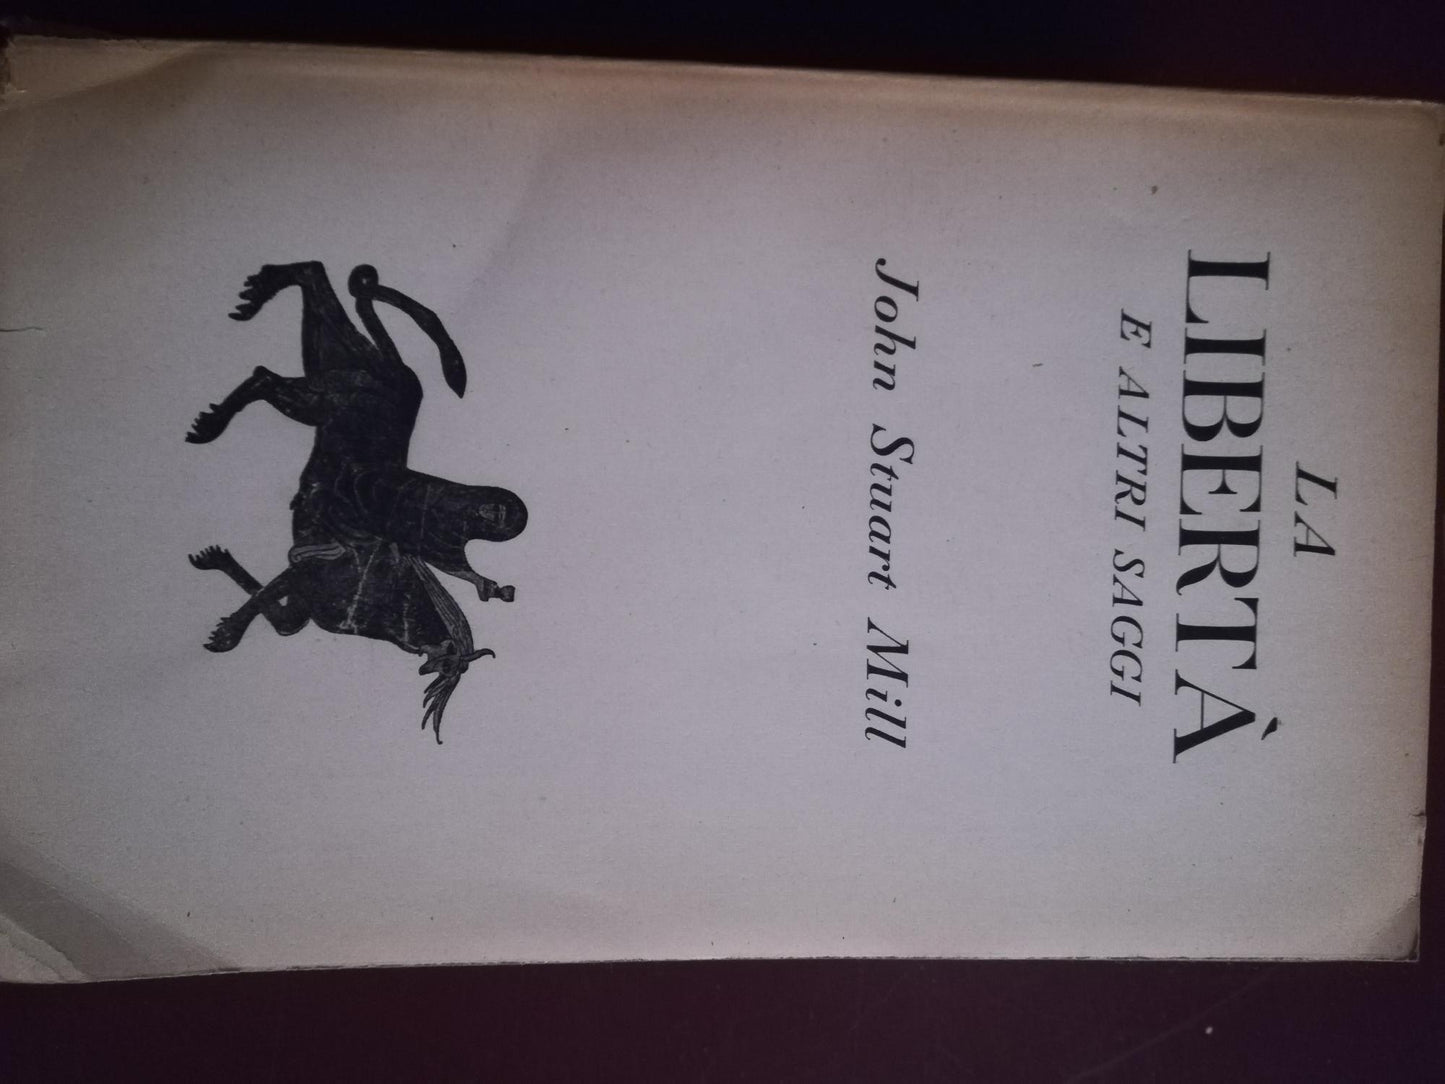 LA
LIBERTÀ
E ALTRI SAGGI
John Stuart Mill